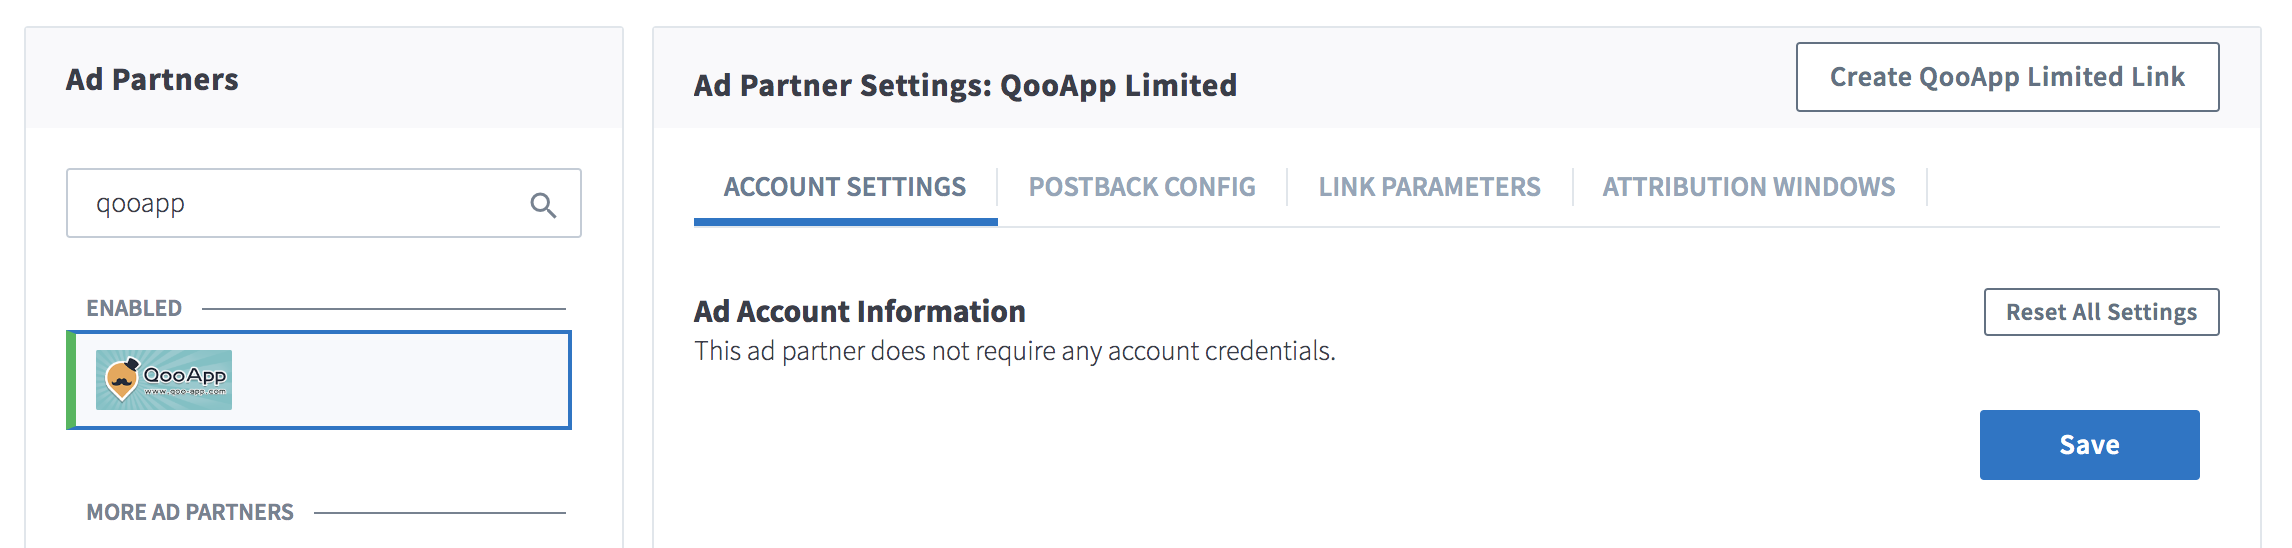 Ad Partners
qooapp
ENABLED
QooApp
www.qoo-app.com
MORE AD PARTNERS
Ad Partner Settings: QooApp Limited
Create QooApp Limited Link
ACCOUNT SETTINGS
POSTBACK CONFIG
LINK PARAMETERS
ATTRIBUTION WINDOWS
Ad Account Information
Reset All Settings
This ad partner does not require any account credentials.
Save